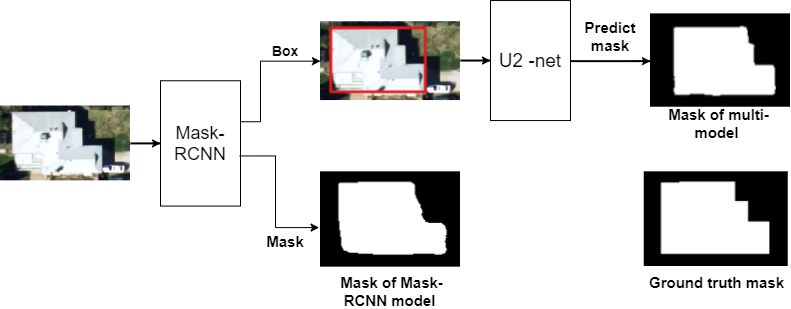 Box
Mask-
RCNN
U2 -net
Predict
mask
Mask of multi-
model
Mask
Mask of Mask-
RCNN model
Ground truth mask